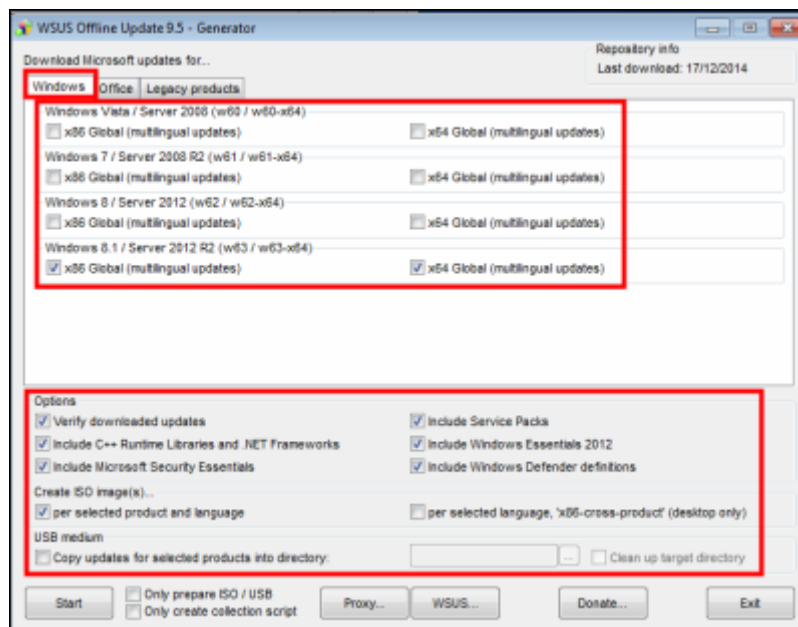 WSUS Offline Update 9.5 - Generator
Download Microsoft updates for...
Repository info
Last download: 17/12/2014
Windows Office Legacy products
Windows Vista / Server 2008 (w60 / w60-x64)
x86 Global (multilingual updates) x64 Global (multilingual updates)
Windows 7 / Server 2008 R2 (w61 / w61-x64)
x86 Global (multilingual updates) x64 Global (multilingual updates)
Windows 8 / Server 2012 (w62 / w62-x64)
x86 Global (multilingual updates) x64 Global (multilingual updates)
Windows 8.1 / Server 2012 R2 (w63 / w63-x64)
x86 Global (multilingual updates) x64 Global (multilingual updates)
Options
Verify downloaded updates Include Service Packs
Include C++ Runtime Libraries and .NET Frameworks Include Windows Essentials 2012
Include Microsoft Security Essentials Include Windows Defender definitions
Create ISO image(s)...
per selected product and language per selected language, 'x86-cross-product' (desktop only)
USB medium
Copy updates for selected products into directory: ... Clean up target directory
Start Only prepare ISO / USB Proxy... WSUS... Donate... Exit
Only create collection script